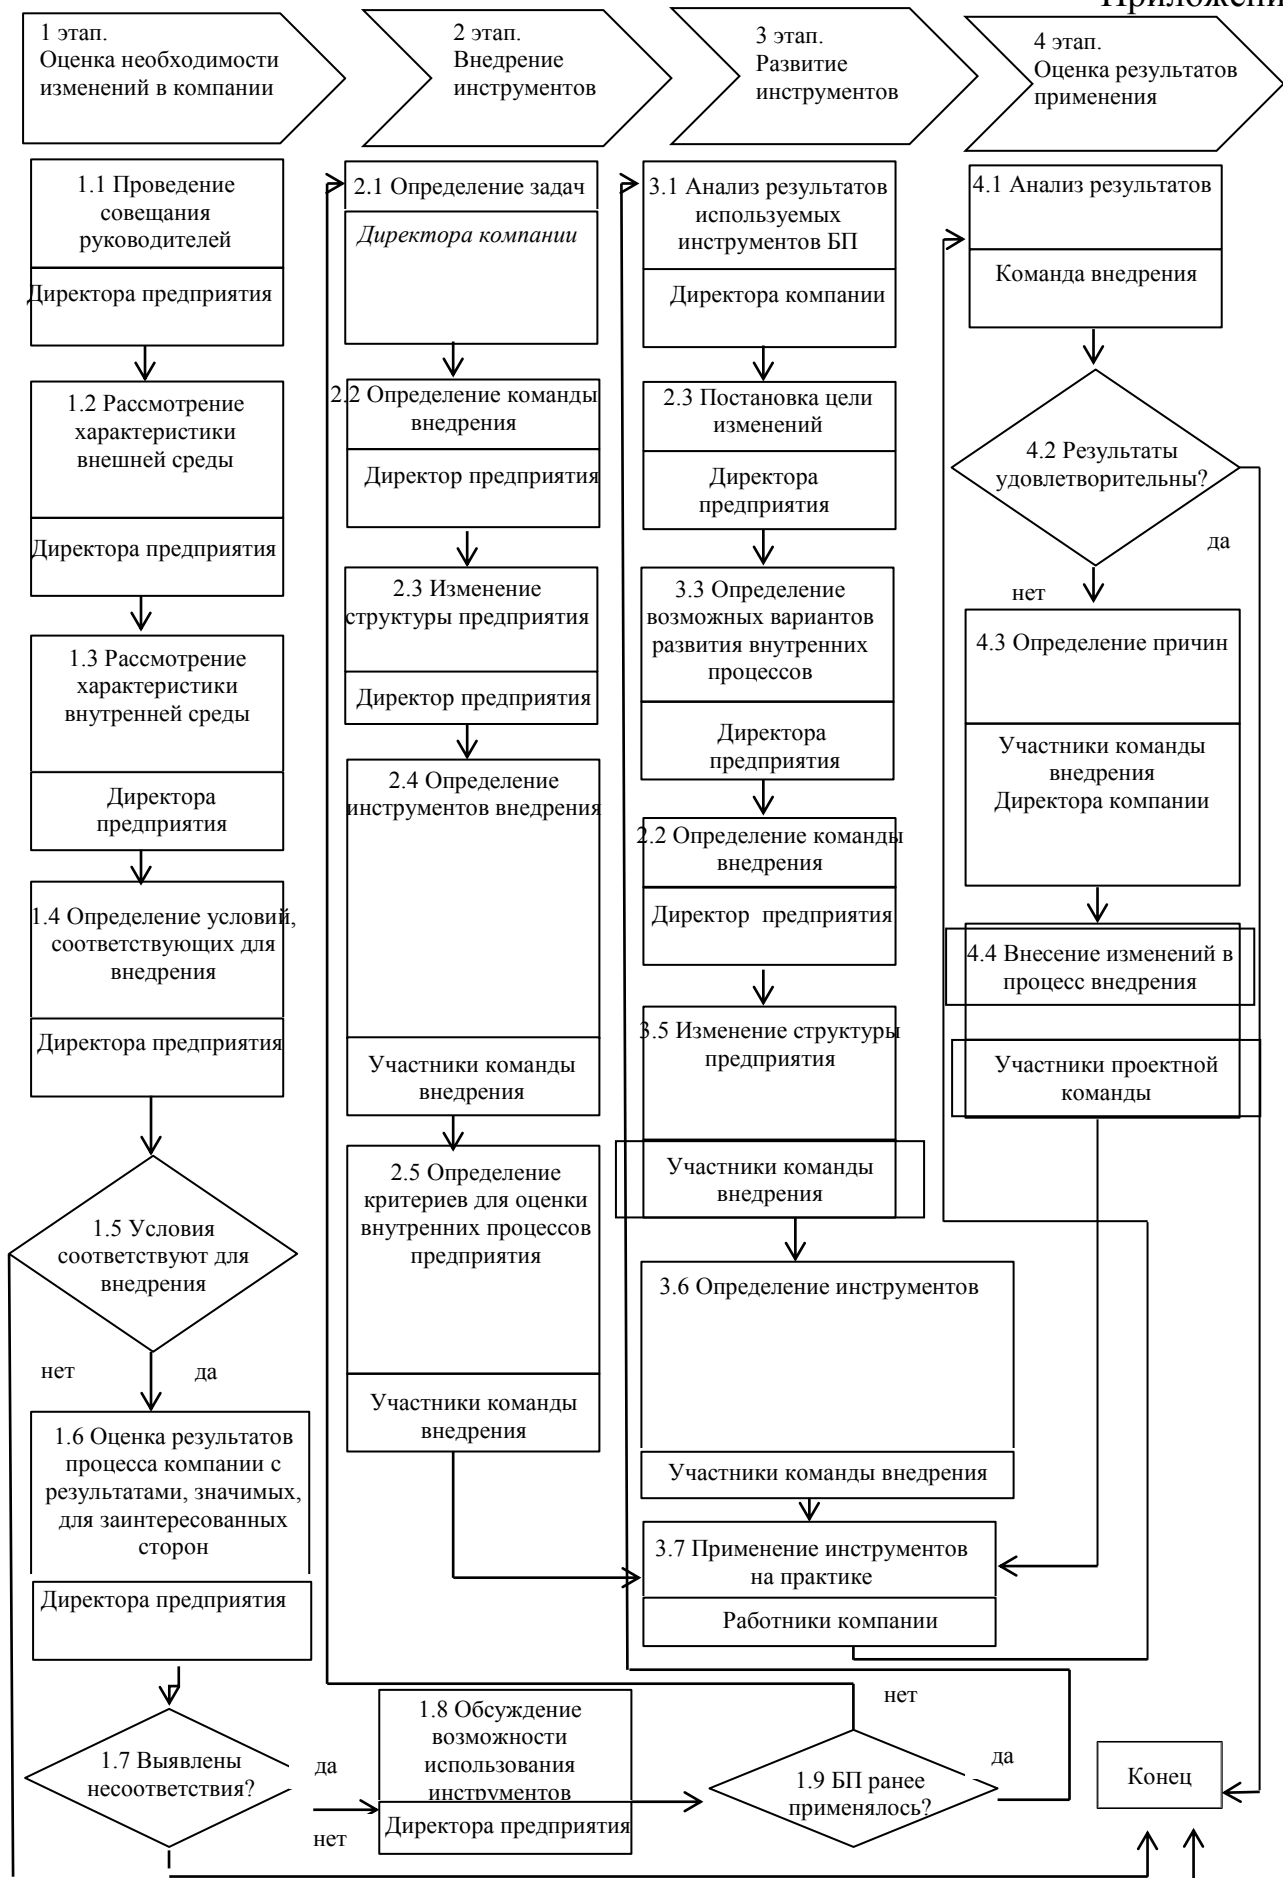 Приложени
1 этап.
Оценка необходимости
изменений в компании
2 этап.
Внедрение
инструментов
3 этап.
Развитие
инструментов
4 этап.
Оценка результатов
применения
1.1 Проведение
совещания
руководителей
Директора предприятия
1.2 Рассмотрение
характеристики
внешней среды
Директора предприятия
1.3 Рассмотрение
характеристики
внутренней среды
Директора
предприятия
1.4 Определение условий,
соответствующих для
внедрения
Директора предприятия
1.5 Условия
соответствуют для
внедрения
нет
да
1.6 Оценка результатов
процесса компании с
результатами, значимых,
для заинтересованных
сторон
Директора предприятия
1.7 Выявлены
несоответствия?
да
нет
1.8 Обсуждение
возможности
использования
инструментов
Директора предприятия
1.9 БП ранее
применялось?
нет
да
2.1 Определение задач
Директора компании
2.2 Определение команды
внедрения
Директор предприятия
2.3 Изменение
структуры предприятия
Директор предприятия
2.4 Определение
инструментов внедрения
Участники команды
внедрения
2.5 Определение
критериев для оценки
внутренних процессов
предприятия
Участники команды
внедрения
3.1 Анализ результатов
используемых
инструментов БП
Директора компании
2.3 Постановка цели
изменений
Директора
предприятия
3.3 Определение
возможных вариантов
развития внутренних
процессов
Директора
предприятия
2.2 Определение команды
внедрения
Директор предприятия
3.5 Изменение структуры
предприятия
Участники команды
внедрения
3.6 Определение инструментов
Участники команды внедрения
3.7 Применение инструментов
на практике
Работники компании
4.1 Анализ результатов
Команда внедрения
4.2 Результаты
удовлетворительны?
да
нет
4.3 Определение причин
Участники команды
внедрения
Директора компании
4.4 Внесение изменений в
процесс внедрения
Участники проектной
команды
Конец